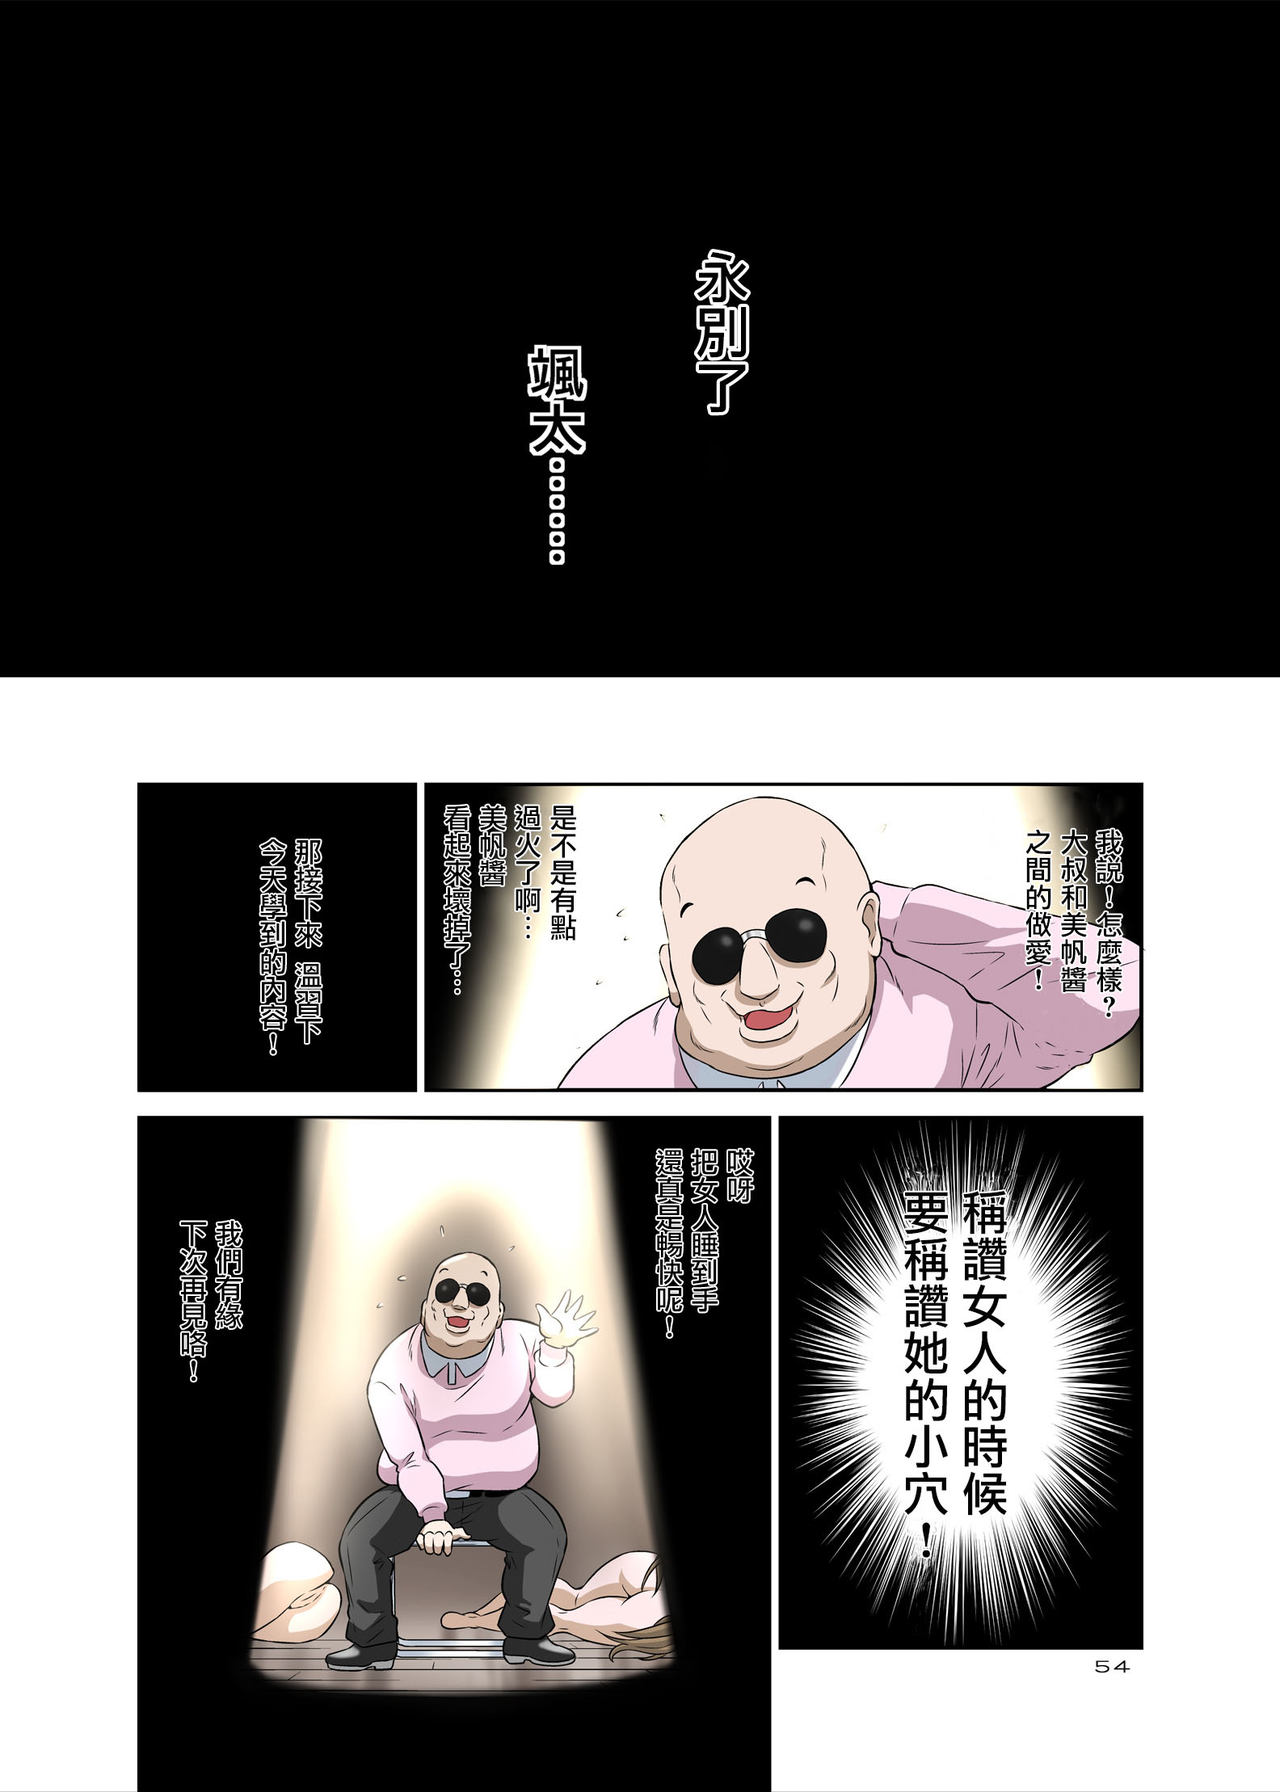 永別了
颯太……
我說！怎麼樣？
大叔和美帆醬
之間的做愛！
是不是有點
過火了啊…
美帆醬
看起來壞掉了…
那接下來 溫習下
今天學到的內容！
稱讚女人的時候
要稱讚她的小穴！
哎呀
把女人睡到手
還真是暢快呢！
我們有緣
下次再見咯！
54